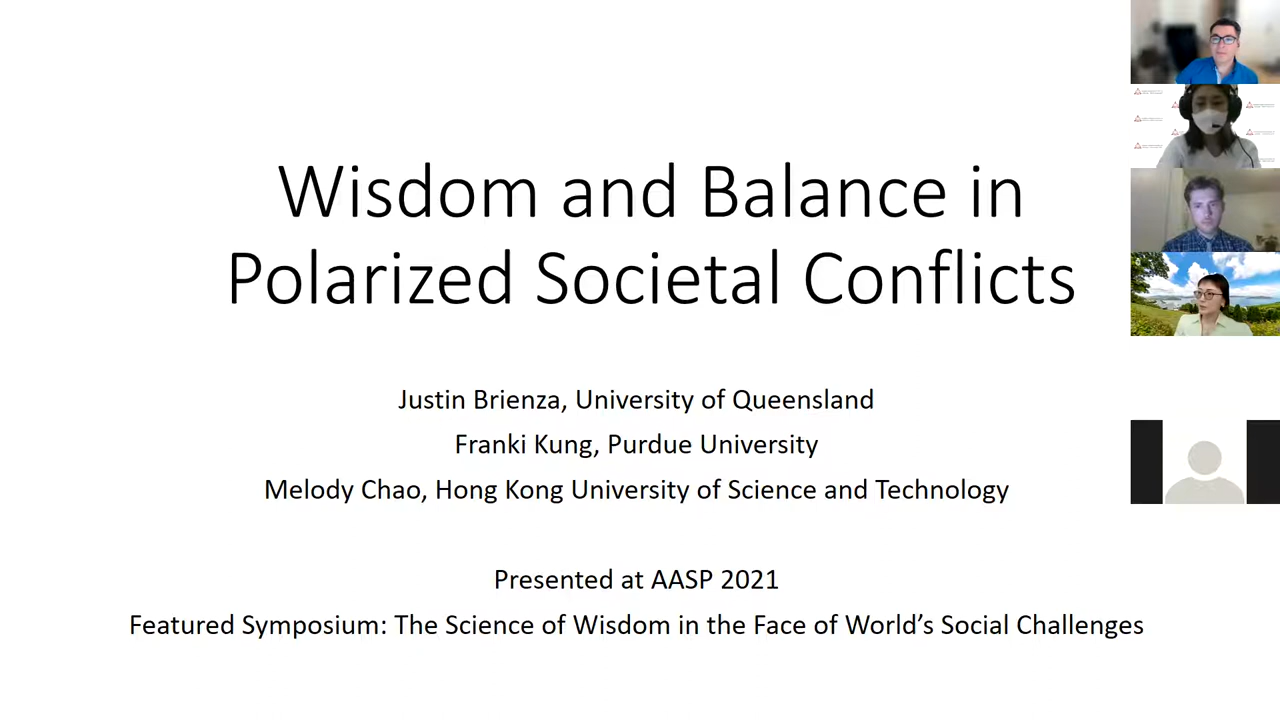 Wisdom and Balance in
Polarized Societal Conflicts
Justin Brienza, University of Queensland
Franki Kung, Purdue University
Melody Chao, Hong Kong University of Science and Technology
Presented at AASP 2021
Featured Symposium: The Science of Wisdom in the Face of World’s Social Challenges